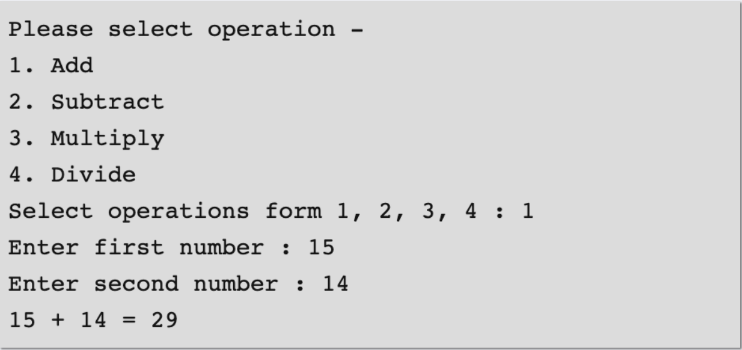 Please select operation -
1. Add
2. Subtract
3. Multiply
4. Divide
Select operations form 1, 2, 3, 4 : 1
Enter first number : 15
Enter second number : 14
15 + 14 = 29